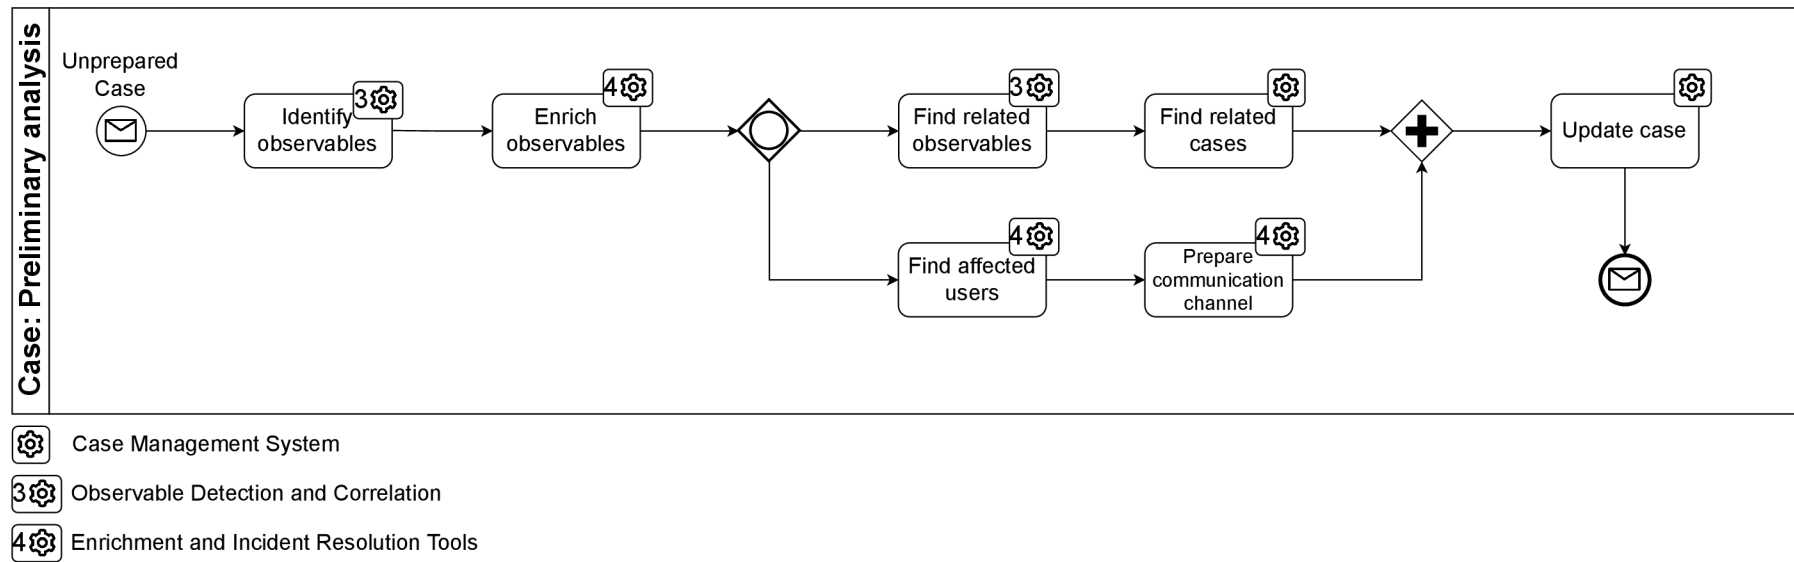 Case: Preliminary analysis
Unprepared
Case
3
Identify
observables
4
Enrich
observables
3
Find related
observables
Find related
cases
Update case
4
Find affected
users
4
Prepare
communication
channel
Case Management System
3 Observable Detection and Correlation
4 Enrichment and Incident Resolution Tools